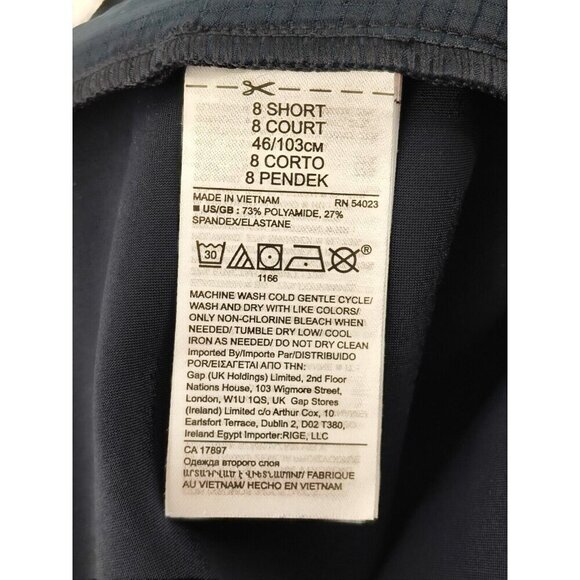 8 SHORT
8 COURT
46/103CM
8 CORTO
8 PENDEK
MADE IN VIETNAM RN 54023
■ US/GB : 73% POLYAMIDE, 27%
SPANDEX/ELASTANE
30
®
1166
MACHINE WASH COLD GENTLE CYCLE/
WASH AND DRY WITH LIKE COLORS/
ONLY NON-CHLORINE BLEACH WHEN
NEEDED/ TUMBLE DRY LOW/ COOL
IRON AS NEEDED/ DO NOT DRY CLEAN
Imported By/Importe Par/DISTRIBUIDO
POR/ΕΙΣΑΓΕΤΑΙ ΑΠΟ ΤΗΝ:
Gap (UK Holdings) Limited, 2nd Floor
Nations House, 103 Wigmore Street,
London, W1U 1QS, UK Gap Stores
(Ireland) Limited c/o Arthur Cox, 10
Earlsfort Terrace, Dublin 2, D02 T380,
Ireland Egypt Importer:RIGE, LLC
CA 17897
Одежда второго слоя
ԱՐՏԱԴՐՎԱԾ Է ՎԻԵՏՆԱՄՈՒՄ/ FABRIQUE
AU VIETNAM/ HECHO EN VIETNAM